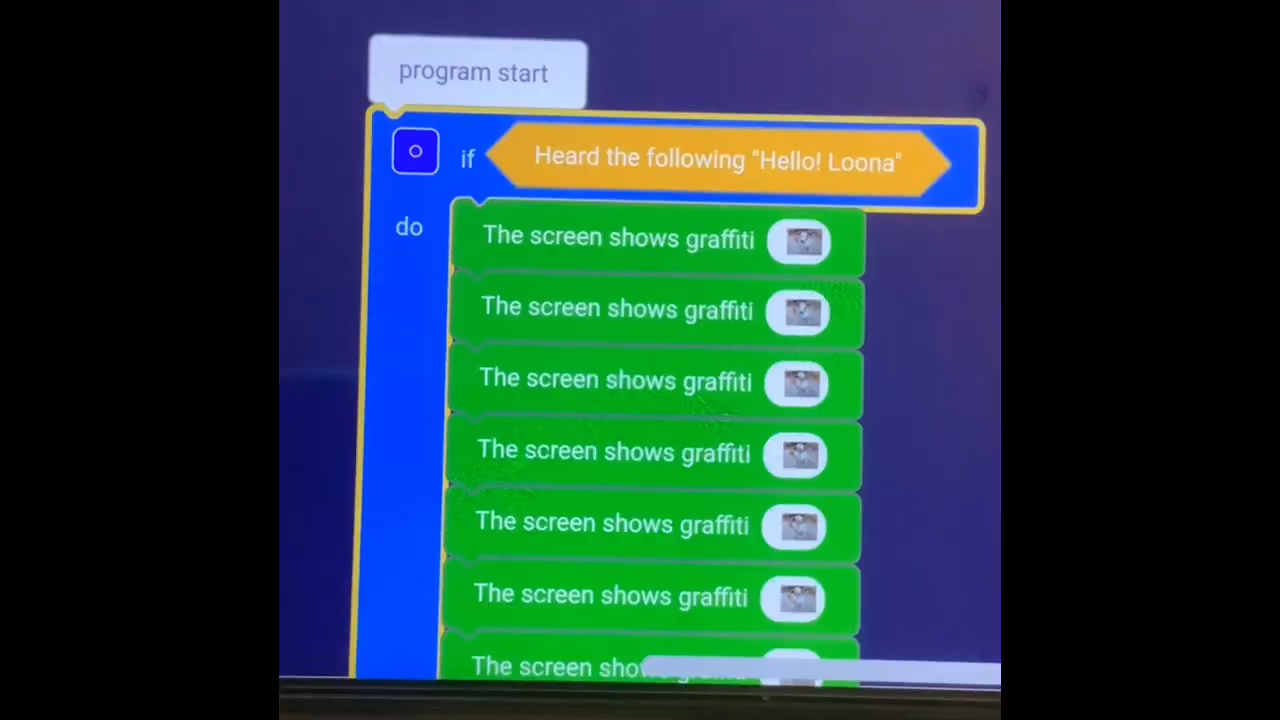 program start
if Heard the following "Hello! Loona"
do
The screen shows graffiti
The screen shows graffiti
The screen shows graffiti
The screen shows graffiti
The screen shows graffiti
The screen shows graffiti
The screen